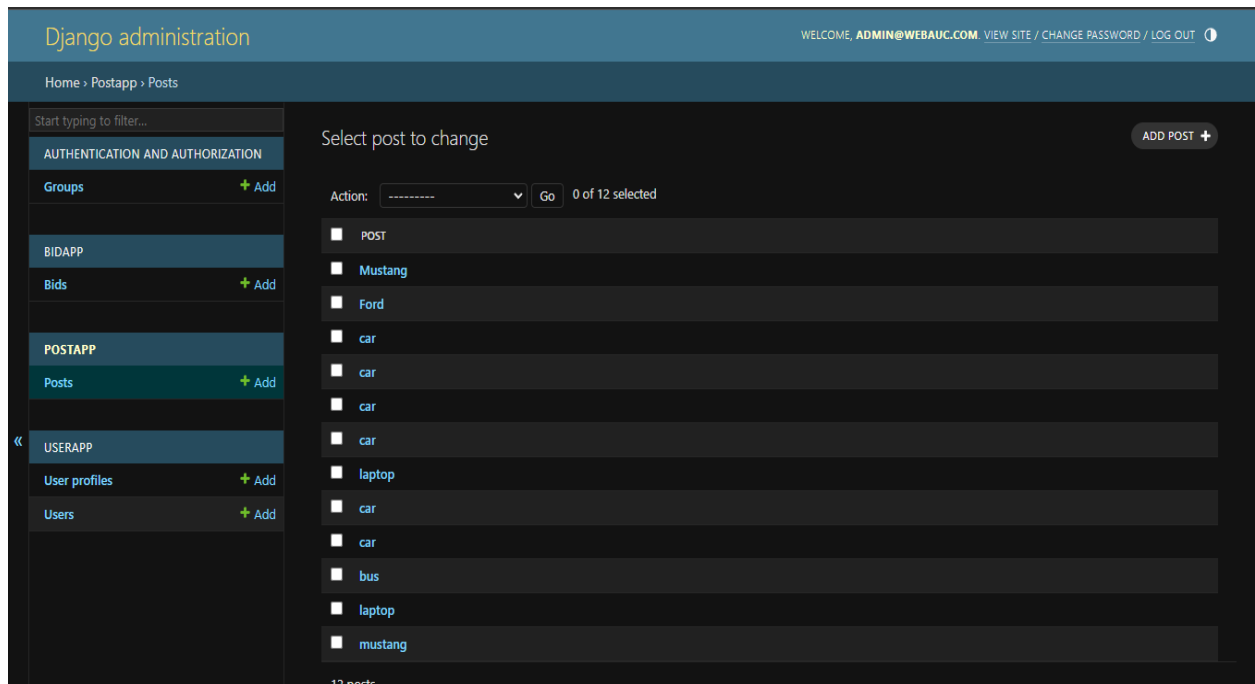 Django administration
WELCOME, ADMIN@WEBAUC.COM. VIEW SITE / CHANGE PASSWORD / LOG OUT
Home › Postapp › Posts
Start typing to filter...
AUTHENTICATION AND AUTHORIZATION
Groups + Add
BIDAPP
Bids + Add
POSTAPP
Posts + Add
«
USERAPP
User profiles + Add
Users + Add
Select post to change
ADD POST +
Action: --------- Go 0 of 12 selected
POST
Mustang
Ford
car
car
car
car
laptop
car
car
bus
laptop
mustang
12 posts